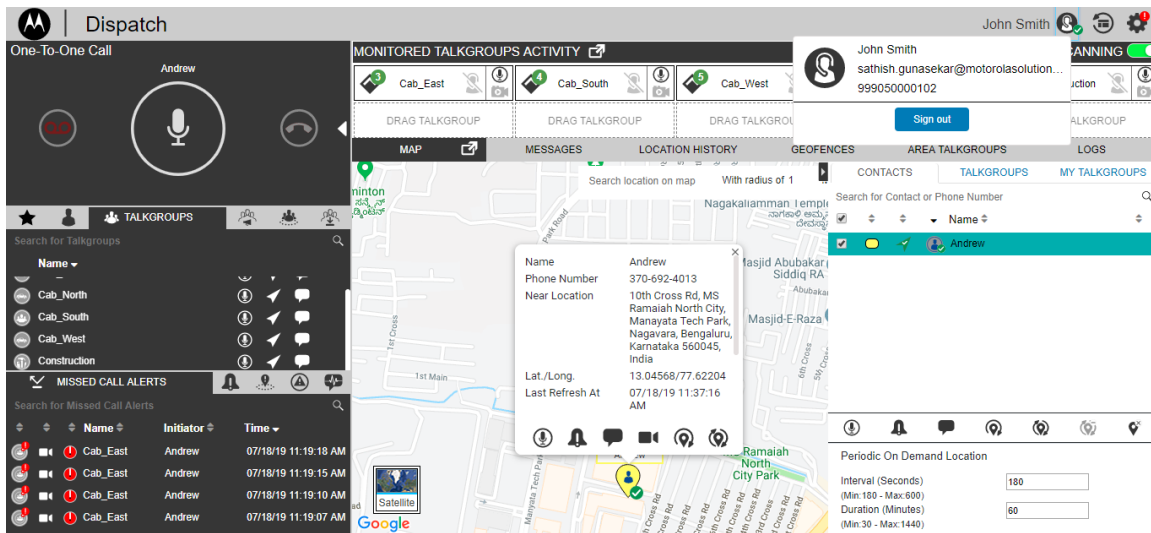 Dispatch
John Smith
One-To-One Call
Andrew
TALKGROUPS
Search for Talkgroups
Name
Cab_North
Cab_South
Cab_West
Construction
MISSED CALL ALERTS
Search for Missed Call Alerts
Name Initiator Time
Cab_East Andrew 07/18/19 11:19:18 AM
Cab_East Andrew 07/18/19 11:19:15 AM
Cab_East Andrew 07/18/19 11:19:10 AM
Cab_East Andrew 07/18/19 11:19:07 AM
MONITORED TALKGROUPS ACTIVITY
CANNING
3 Cab_East
4 Cab_South
5 Cab_West
uction
DRAG TALKGROUP DRAG TALKGROUP DRAG TALKGROU ALKGROUP
John Smith
sathish.gunasekar@motorolasolution...
999050000102
Sign out
MAP MESSAGES LOCATION HISTORY GEOFENCES AREA TALKGROUPS LOGS
Search location on map With radius of 1
minton
Park Road
Nagakaliamman Temple
Masjid Abubakar
Siddiq RA
Abubakar
Masjid-E-Raza
1st Cross
1st Main
6th Cross
5th Cross
Name Andrew
Phone Number 370-692-4013
Near Location 10th Cross Rd, MS
Ramaiah North City,
Manayata Tech Park,
Nagavara, Bengaluru,
Karnataka 560045,
India
Lat./Long. 13.04568/77.62204
Last Refresh At 07/18/19 11:37:16
AM
Ramaiah
North
City Park
Manyata Tech Park
Satellite
Google
CONTACTS TALKGROUPS MY TALKGROUPS
Search for Contact or Phone Number
Name
Andrew
Periodic On Demand Location
Interval (Seconds) 180
(Min:180 - Max:600)
Duration (Minutes) 60
(Min:30 - Max:1440)